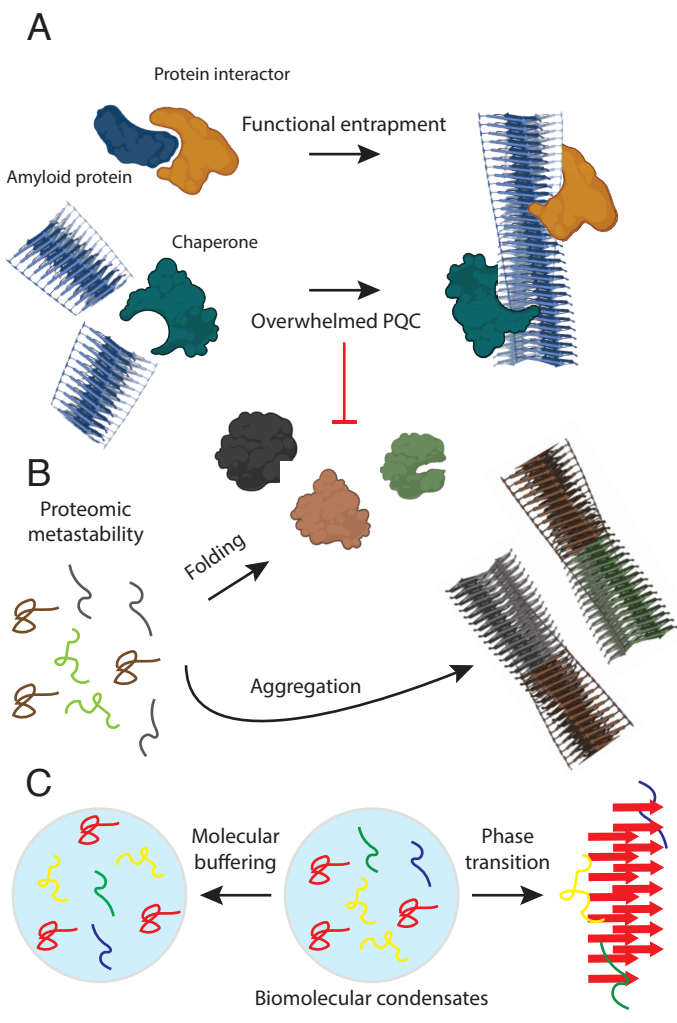 A
Protein interactor
Functional entrapment
Amyloid protein
Chaperone
Overwhelmed PQC
B
Proteomic
metastability
Folding
Aggregation
C
Molecular
buffering
Phase
transition
Biomolecular condensates